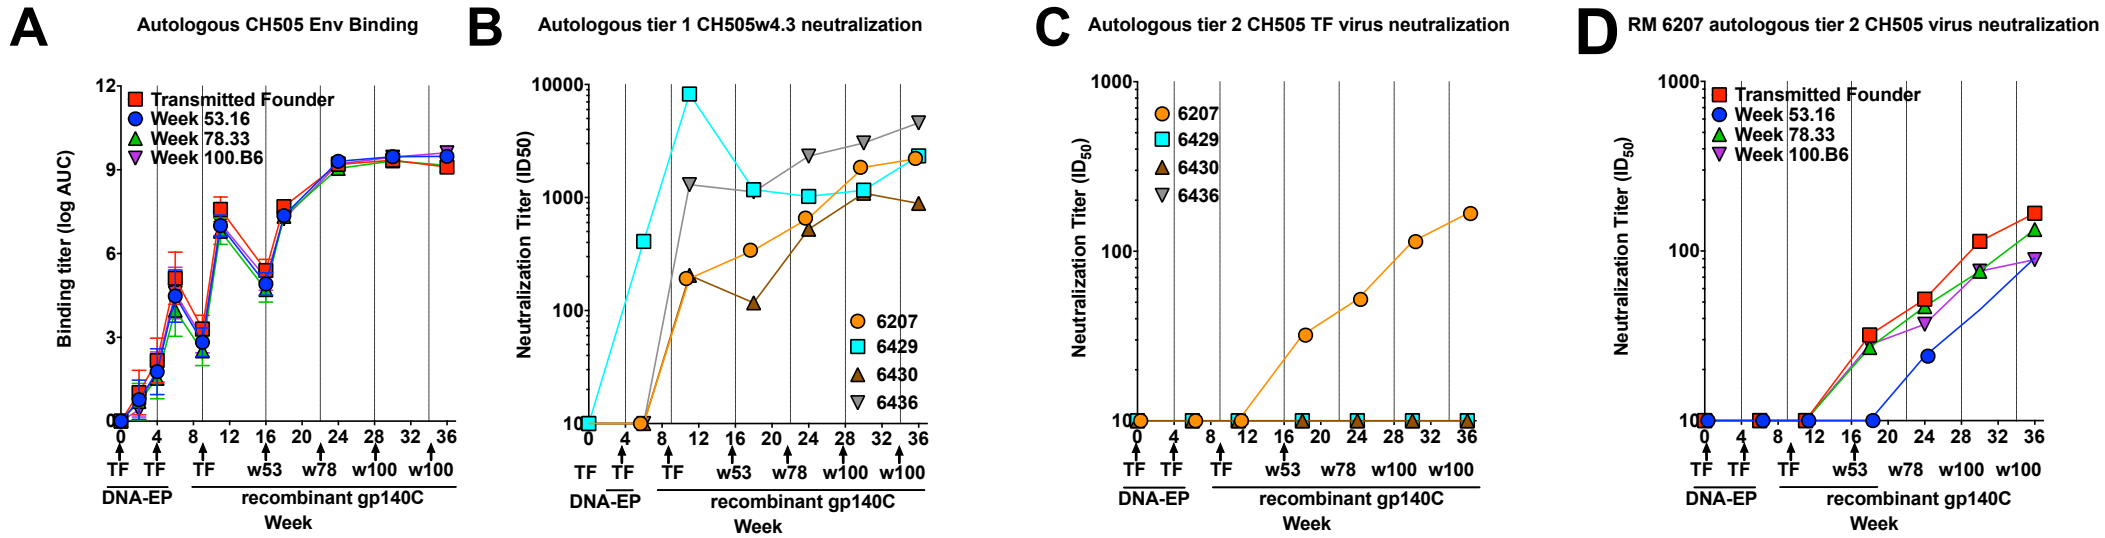 A
Autologous CH505 Env Binding
Binding titer (log AUC)
12
9
6
3
0
Transmitted Founder
Week 53.16
Week 78.33
Week 100.B6
0 4 8 12 16 20 24 28 32 36
TF TF TF w53 w78 w100 w100
DNA-EP recombinant gp140C
Week
B
Autologous tier 1 CH505w4.3 neutralization
Neutralization Titer (ID50)
10000
1000
100
10
6207
6429
6430
6436
0 4 8 12 16 20 24 28 32 36
TF TF TF w53 w78 w100 w100
DNA-EP recombinant gp140C
Week
C
Autologous tier 2 CH505 TF virus neutralization
Neutralization Titer (ID50)
1000
100
10
6207
6429
6430
6436
0 4 8 12 16 20 24 28 32 36
TF TF TF w53 w78 w100 w100
DNA-EP recombinant gp140C
Week
D
RM 6207 autologous tier 2 CH505 virus neutralization
Neutralization Titer (ID50)
1000
100
10
Transmitted Founder
Week 53.16
Week 78.33
Week 100.B6
0 4 8 12 16 20 24 28 32 36
TF TF TF w53 w78 w100 w100
DNA-EP recombinant gp140C
Week